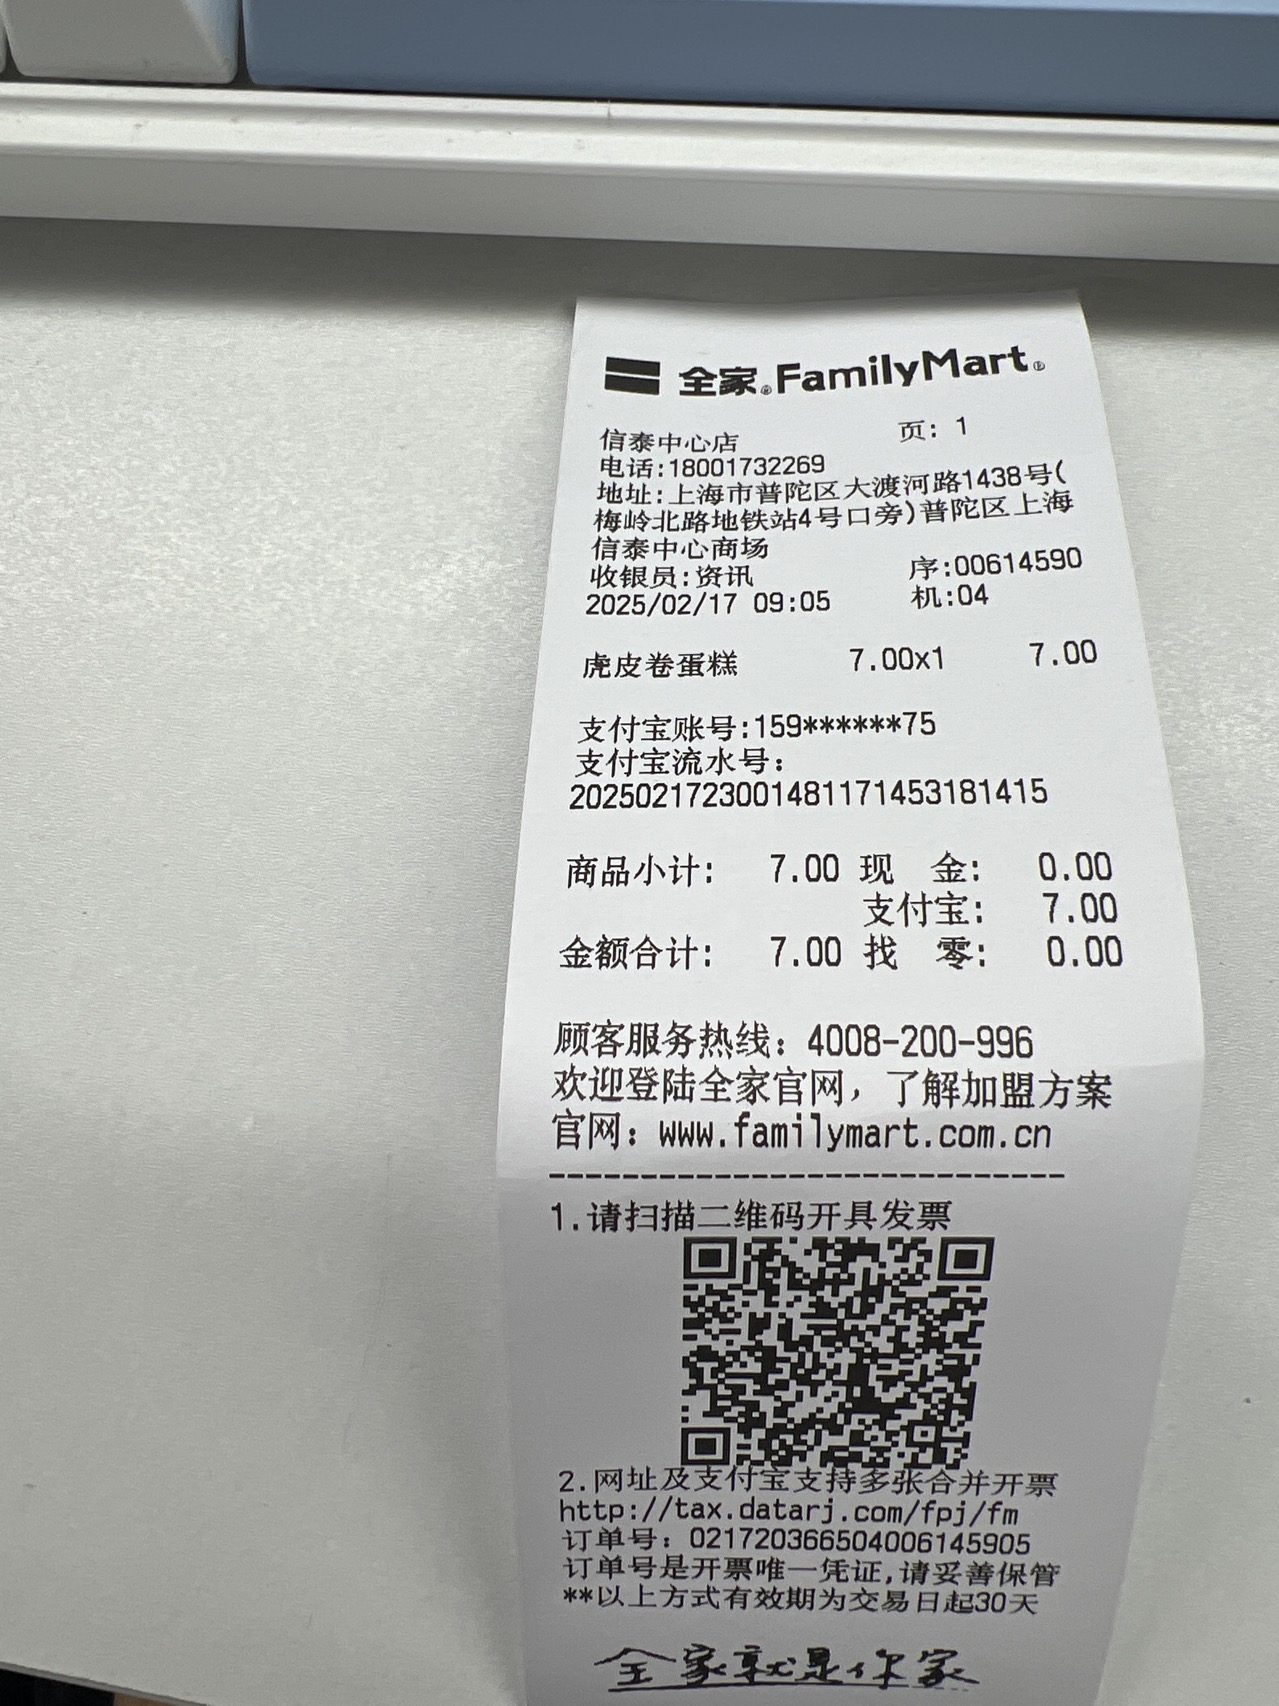 全家® FamilyMart®
信泰中心店 页: 1
电话:18001732269
地址:上海市普陀区大渡河路1438号(
梅岭北路地铁站4号口旁)普陀区上海
信泰中心商场
收银员:资讯 序:00614590
2025/02/17 09:05 机:04
虎皮卷蛋糕 7.00x1 7.00
支付宝账号:159******75
支付宝流水号:
2025021723001481171453181415
商品小计: 7.00 现 金: 0.00
支付宝: 7.00
金额合计: 7.00 找 零: 0.00
顾客服务热线：4008-200-996
欢迎登陆全家官网，了解加盟方案
官网：www.familymart.com.cn
----------------------------
1.请扫描二维码开具发票
2.网址及支付宝支持多张合并开票
http://tax.datarj.com/fpj/fm
订单号：021720366504006145905
订单号是开票唯一凭证,请妥善保管
**以上方式有效期为交易日起30天
全家就是你家